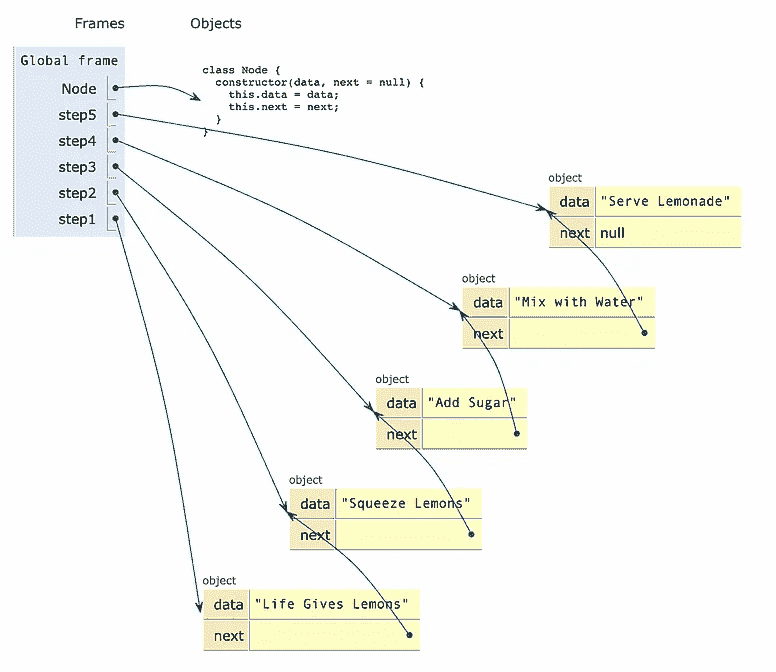 Frames Objects
Global frame
Node
step5
step4
step3
step2
step1
class Node {
constructor(data, next = null) {
this.data = data;
this.next = next;
}
}
object
data "Serve Lemonade"
next null
object
data "Mix with Water"
next
object
data "Add Sugar"
next
object
data "Squeeze Lemons"
next
object
data "Life Gives Lemons"
next